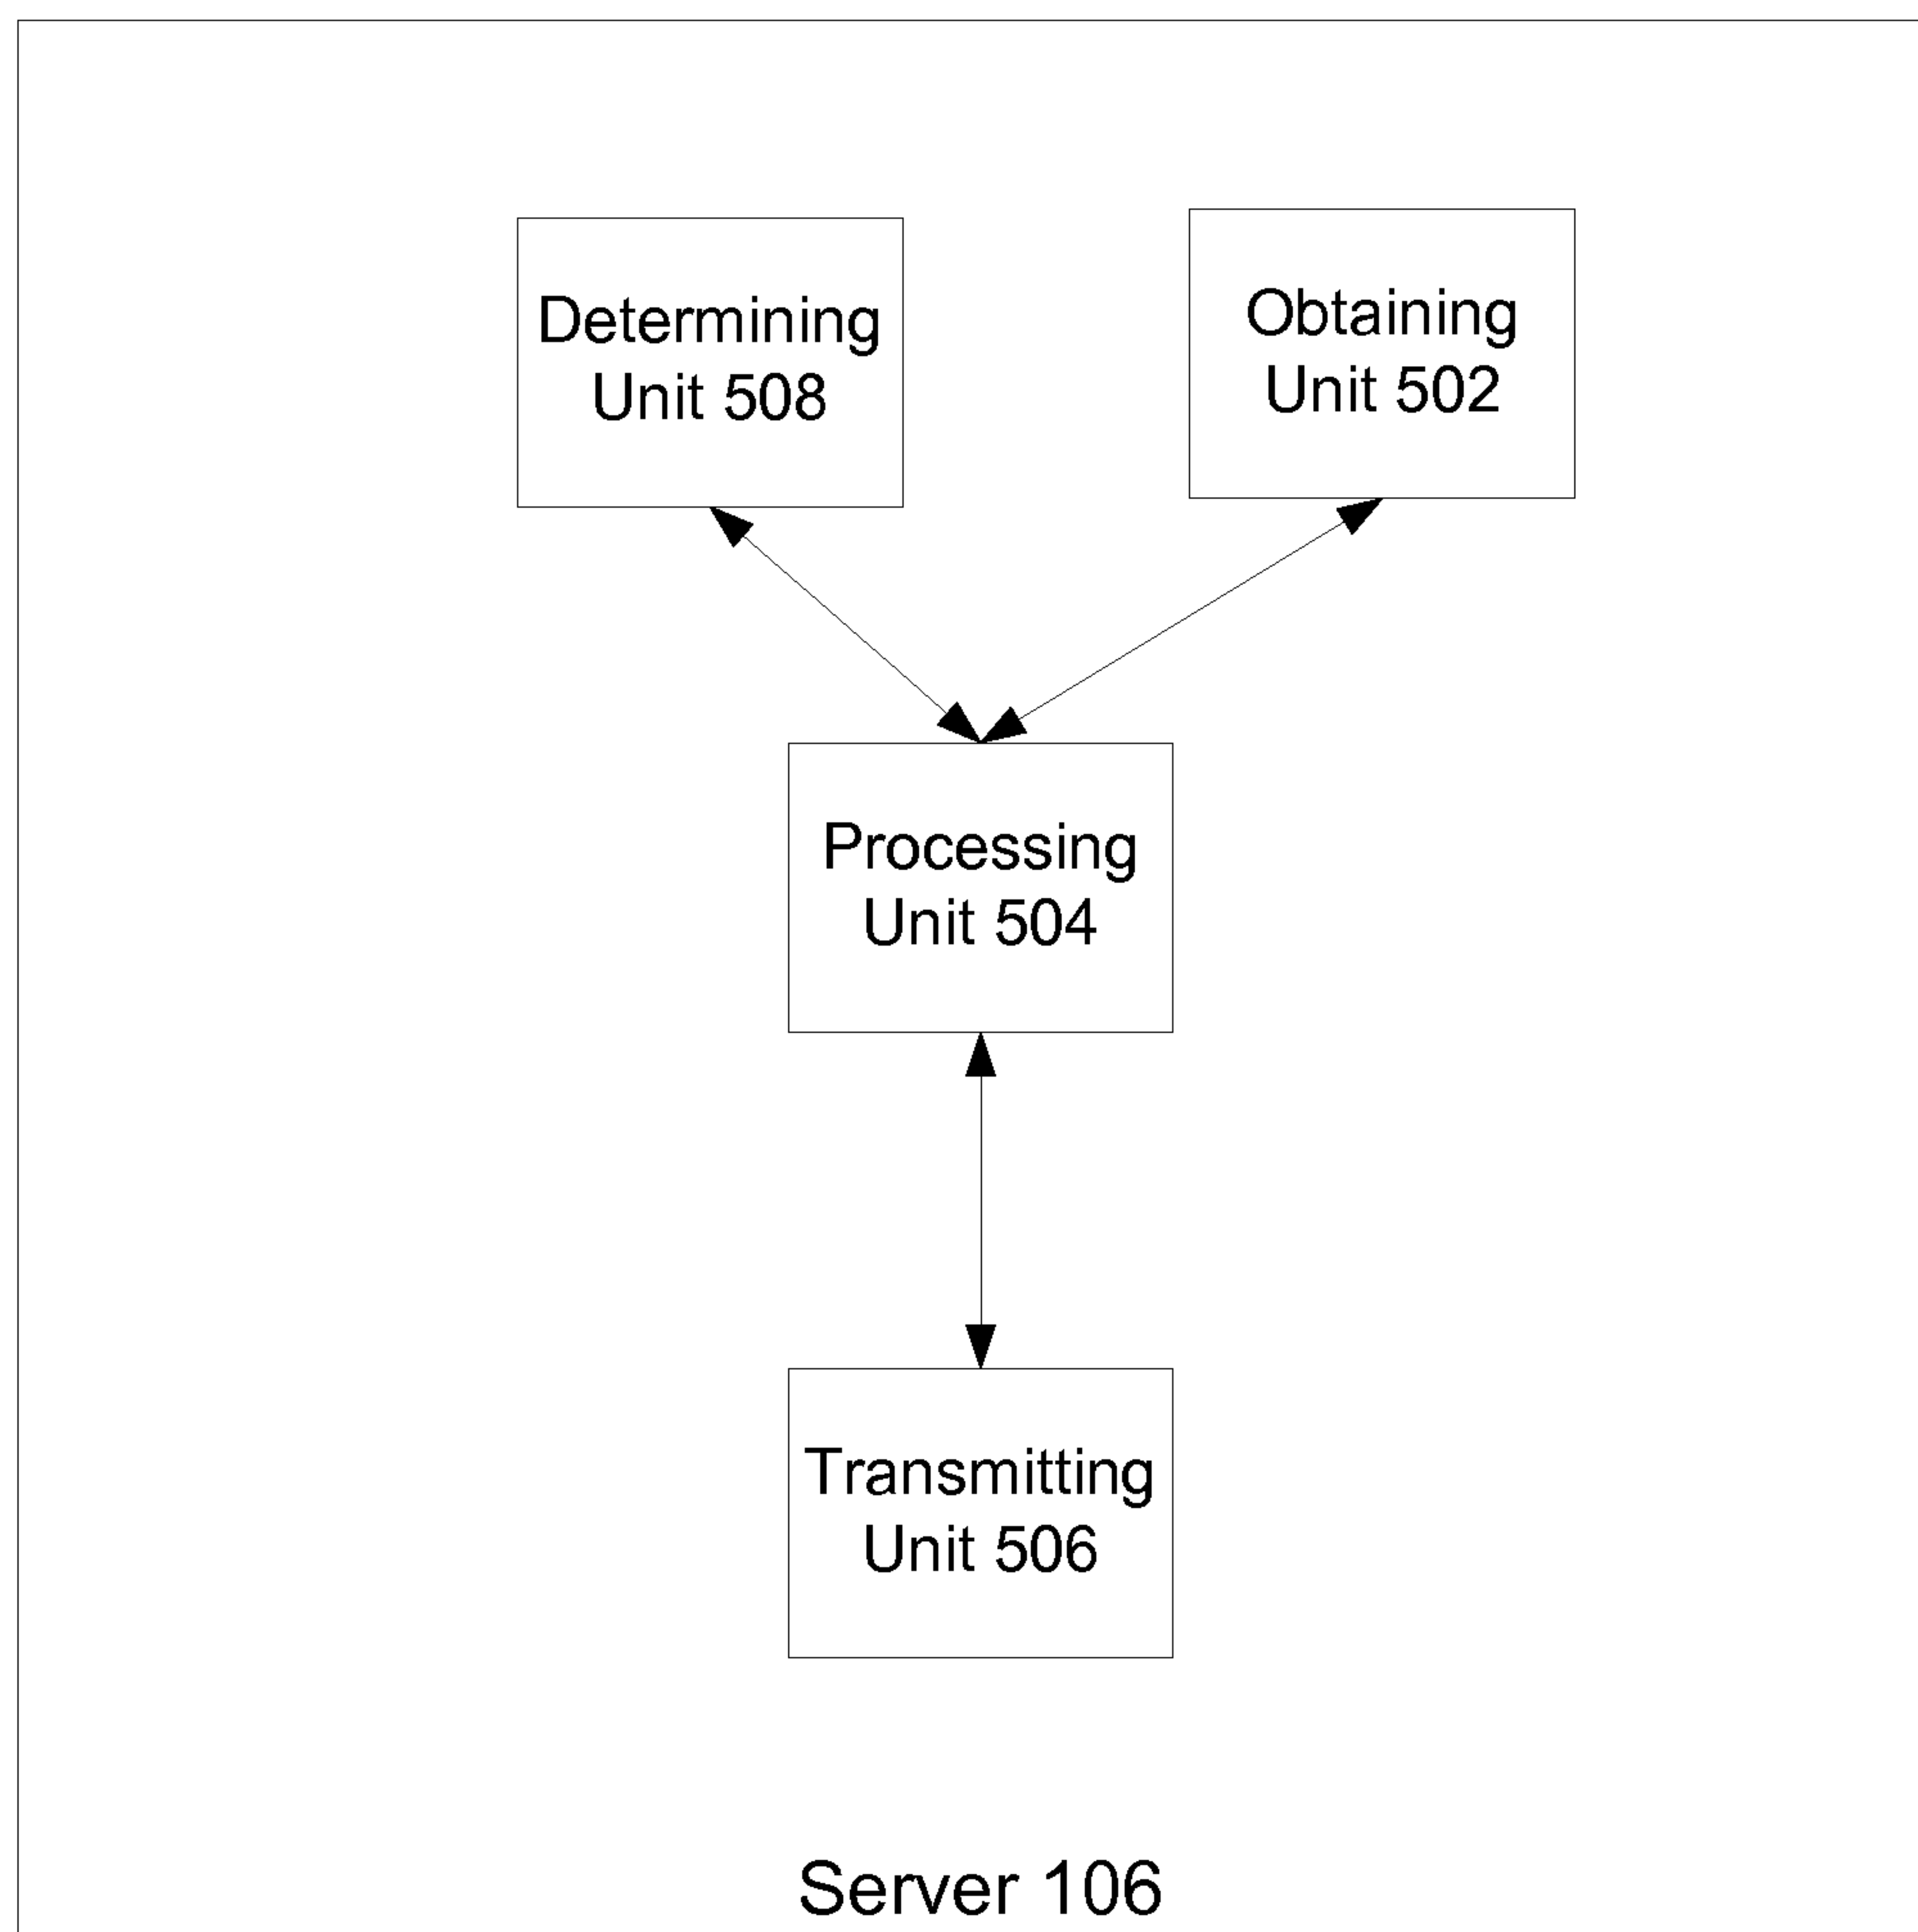 Determining
Unit 508
Obtaining
Unit 502
Processing
Unit 504
Transmitting
Unit 506
Server 106